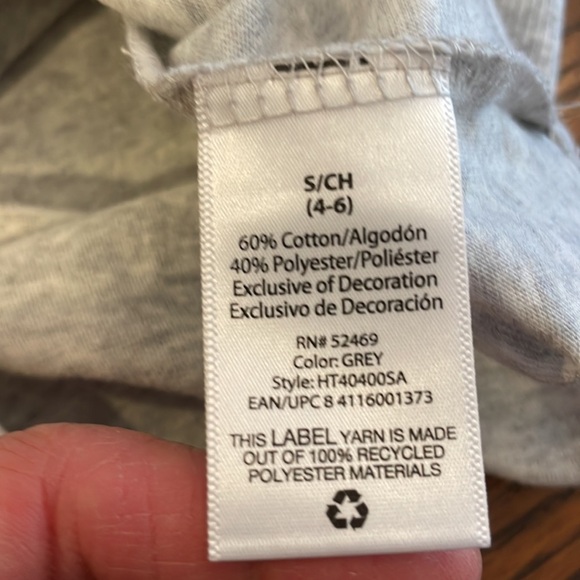 S/CH
(4-6)
60% Cotton/Algodón
40% Polyester/Poliéster
Exclusive of Decoration
Exclusivo de Decoración
RN# 52469
Color: GREY
Style: HT40400SA
EAN/UPC 8 4116001373
THIS LABEL YARN IS MADE
OUT OF 100% RECYCLED
POLYESTER MATERIALS